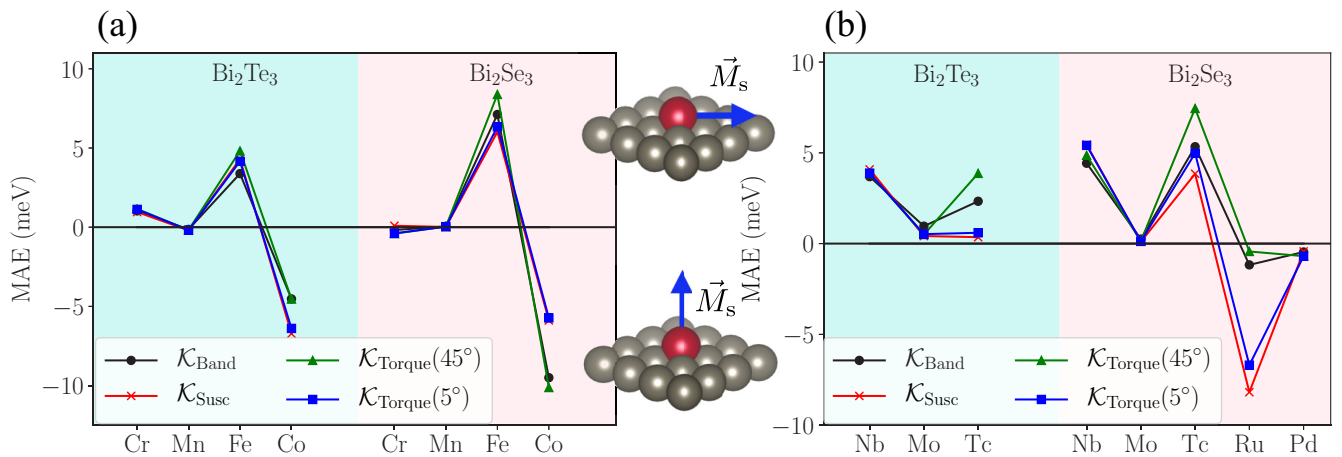 (a)
MAE (meV)
10
5
0
−5
−10
Bi₂Te₃
Bi₂Se₃
𝒦Band
𝒦Susc
𝒦Torque(45°)
𝒦Torque(5°)
Cr Mn Fe Co Cr Mn Fe Co
M⃗s
M⃗s
(b)
MAE (meV)
10
5
0
−5
−10
Bi₂Te₃
Bi₂Se₃
𝒦Band
𝒦Susc
𝒦Torque(45°)
𝒦Torque(5°)
Nb Mo Tc Nb Mo Tc Ru Pd